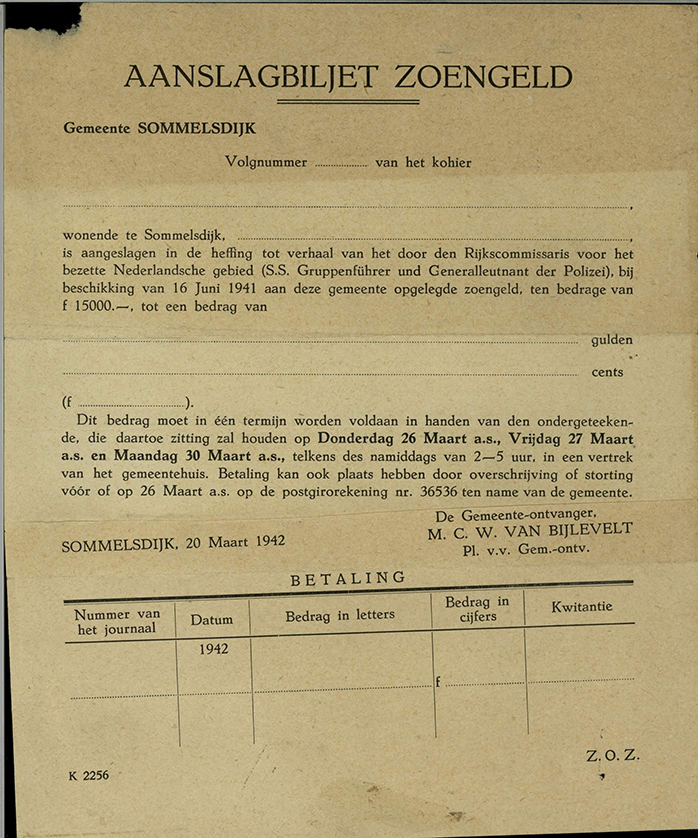 AANSLAGBILJET ZOENGELD
Gemeente SOMMELSDIJK
Volgnummer .................. van het kohier
..............................,
wonende te Sommelsdijk, ..............................,
is aangeslagen in de heffing tot verhaal van het door den Rijkscommissaris voor het
bezette Nederlandsche gebied (S.S. Gruppenführer und Generalleutnant der Polizei), bij
beschikking van 16 Juni 1941 aan deze gemeente opgelegde zoengeld, ten bedrage van
f 15000.—, tot een bedrag van
.............................. gulden
.............................. cents
(f ..............................).
Dit bedrag moet in één termijn worden voldaan in handen van den ondergeteeken-
de, die daartoe zitting zal houden op Donderdag 26 Maart a.s., Vrijdag 27 Maart
a.s. en Maandag 30 Maart a.s., telkens des namiddags van 2—5 uur, in een vertrek
van het gemeentehuis. Betaling kan ook plaats hebben door overschrijving of storting
vóór of op 26 Maart a.s. op de postgirorekening nr. 36536 ten name van de gemeente.
De Gemeente-ontvanger,
M. C. W. VAN BIJLEVELT
Pl. v.v. Gem.-ontv.
SOMMELSDIJK, 20 Maart 1942
BETALING
Nummer van het journaal | Datum | Bedrag in letters | Bedrag in cijfers | Kwitantie
1942
f ..............................
Z. O. Z.
K 2256